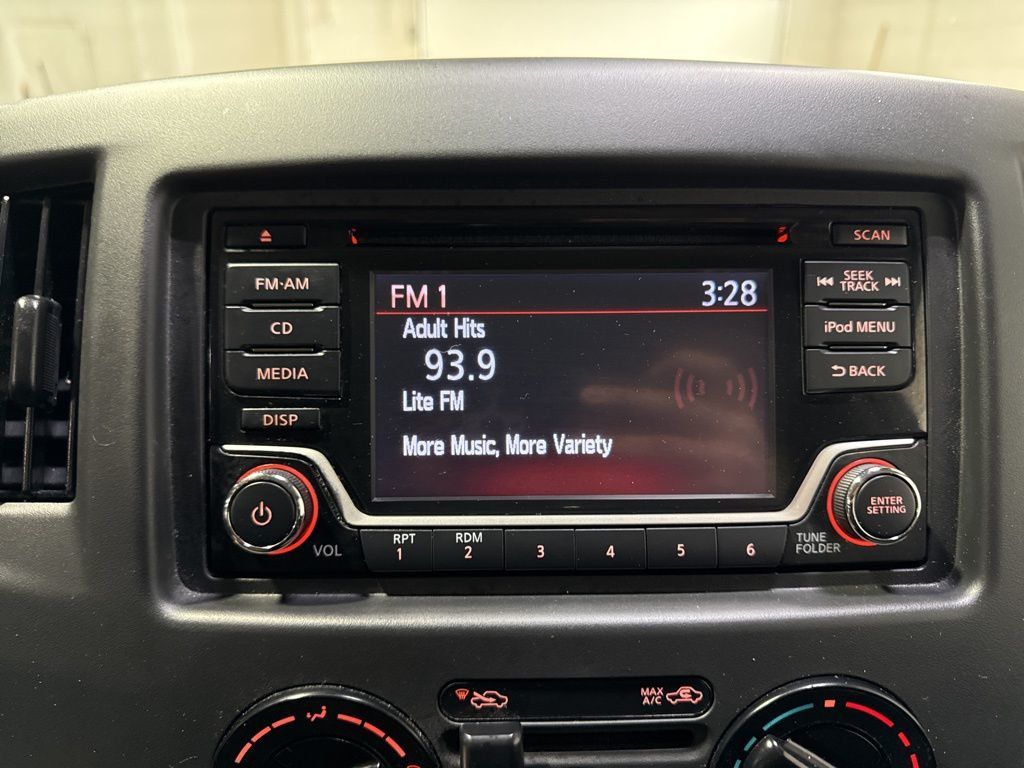 SCAN
FM·AM
CD
MEDIA
DISP
FM 1 3:28
Adult Hits
93.9
Lite FM
More Music, More Variety
SEEK
TRACK
iPod MENU
BACK
VOL
RPT
1
RDM
2
3
4
5
6
TUNE
FOLDER
ENTER
SETTING
MAX
A/C